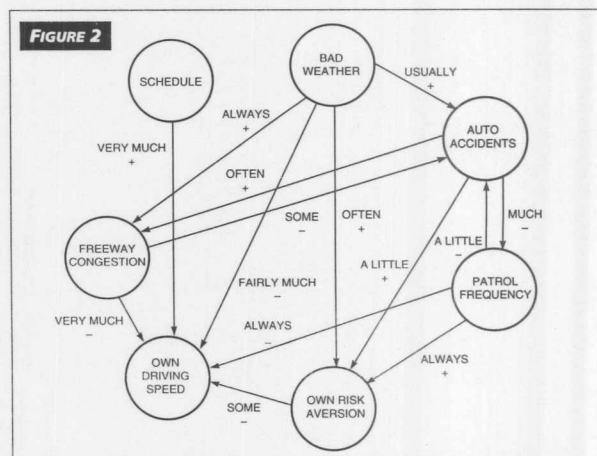 FIGURE 2
BAD
WEATHER
SCHEDULE
USUALLY
+
AUTO
ACCIDENTS
ALWAYS
+
VERY MUCH
+
OFTEN
+
SOME
–
OFTEN
+
MUCH
–
A LITTLE
–
A LITTLE
+
FREEWAY
CONGESTION
PATROL
FREQUENCY
FAIRLY MUCH
–
VERY MUCH
–
ALWAYS
–
ALWAYS
+
OWN
DRIVING
SPEED
SOME
–
OWN RISK
AVERSION